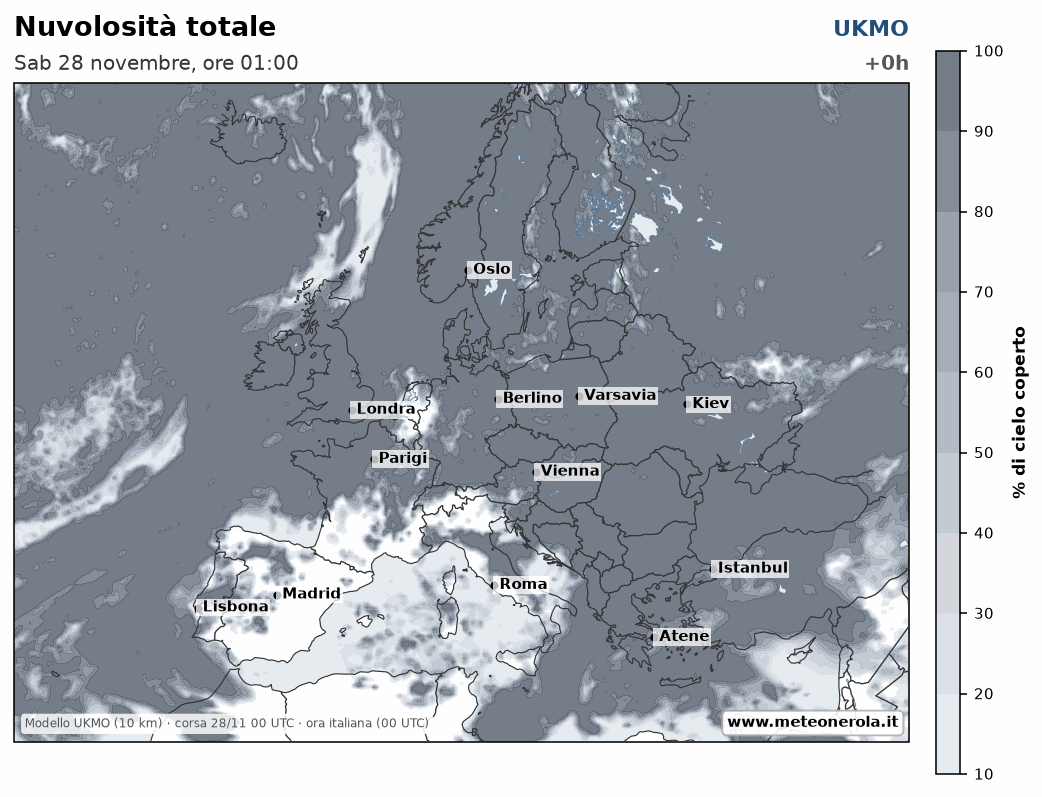 Nuvolosità totale
UKMO
Sab 28 novembre, ore 01:00
+0h
100
90
80
70
60
50
40
30
20
10
% di cielo coperto
Oslo
Berlino
Varsavia
Kiev
Londra
Parigi
Vienna
Istanbul
Roma
Madrid
Lisbona
Atene
Modello UKMO (10 km) · corsa 28/11 00 UTC · ora italiana (00 UTC)
www.meteonerola.it